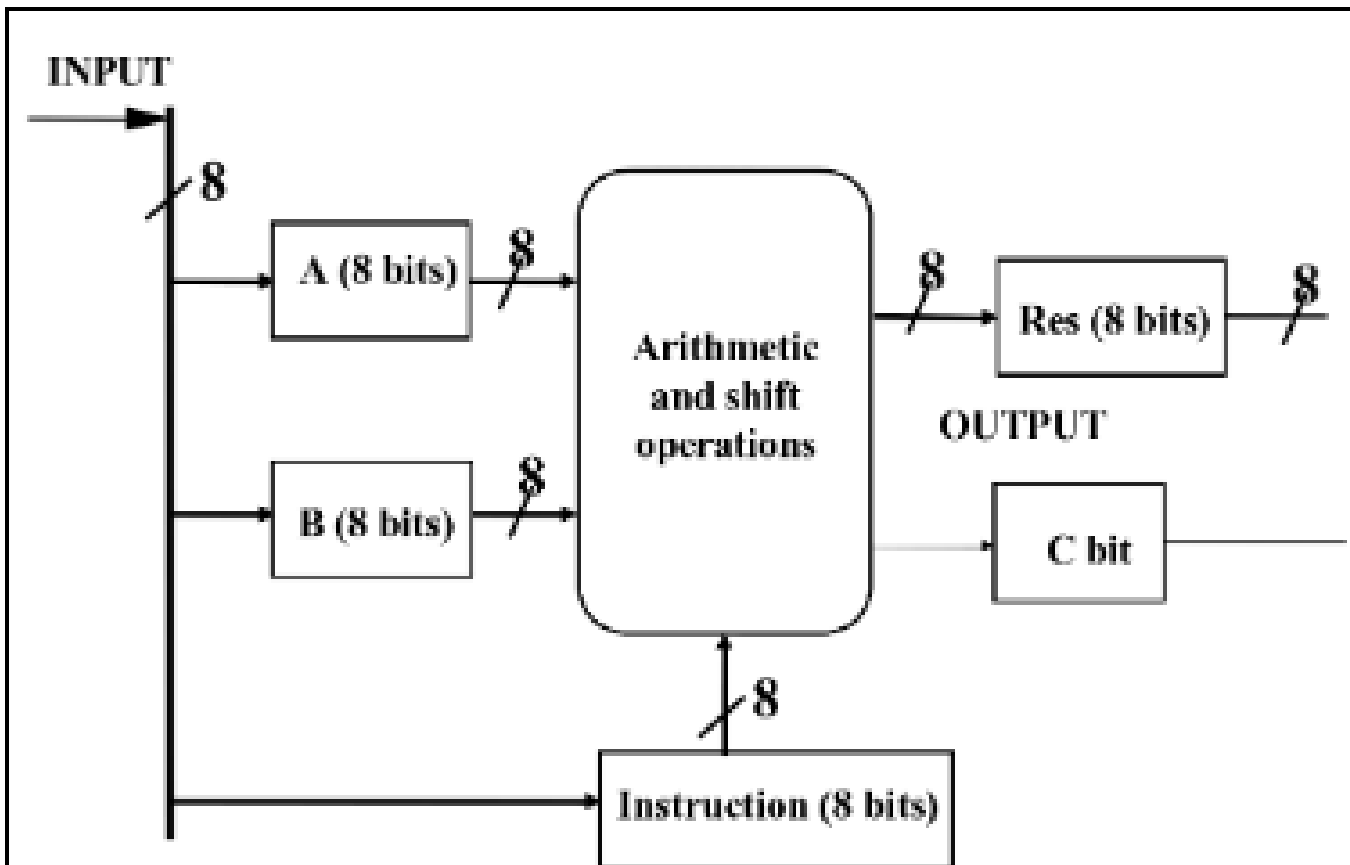 INPUT
8
A (8 bits)
8
8
Res (8 bits)
8
Arithmetic
and shift
operations
OUTPUT
B (8 bits)
8
C bit
8
Instruction (8 bits)